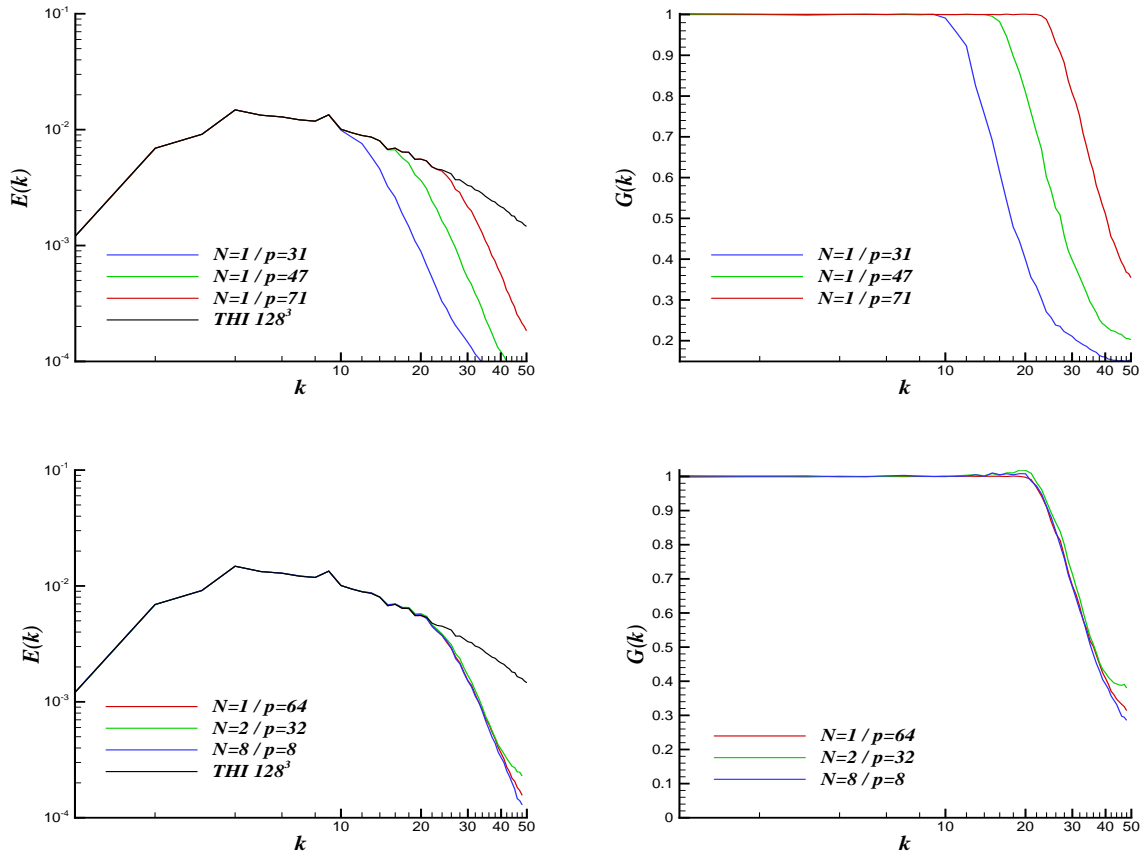 10^-1
10^-2
10^-3
10^-4
E(k)
N=1 / p=31
N=1 / p=47
N=1 / p=71
THI 128^3
10 20 30 40 50
k
1
0.9
0.8
0.7
0.6
0.5
0.4
0.3
0.2
G(k)
N=1 / p=31
N=1 / p=47
N=1 / p=71
10 20 30 40 50
k
10^-1
10^-2
10^-3
10^-4
E(k)
N=1 / p=64
N=2 / p=32
N=8 / p=8
THI 128^3
10 20 30 40 50
k
1
0.9
0.8
0.7
0.6
0.5
0.4
0.3
0.2
0.1
0
G(k)
N=1 / p=64
N=2 / p=32
N=8 / p=8
10 20 30 40 50
k